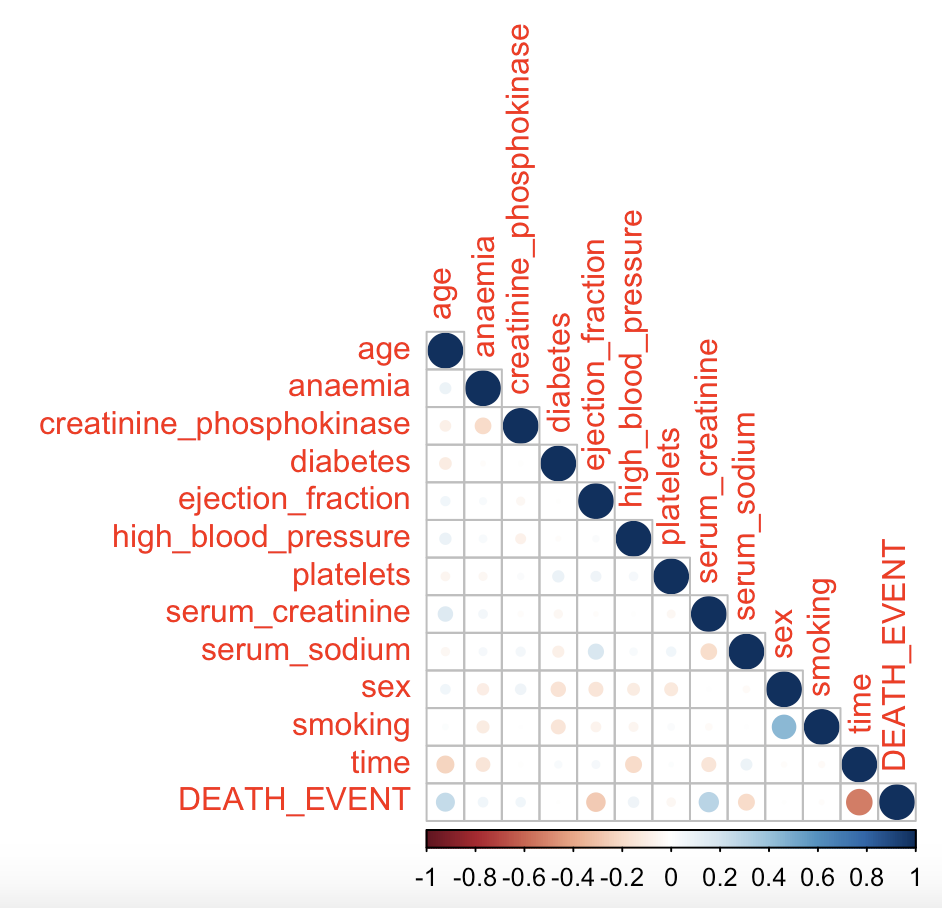 age
anaemia
creatinine_phosphokinase
diabetes
ejection_fraction
high_blood_pressure
platelets
serum_creatinine
serum_sodium
sex
smoking
time
DEATH_EVENT
age
anaemia
creatinine_phosphokinase
diabetes
ejection_fraction
high_blood_pressure
platelets
serum_creatinine
serum_sodium
sex
smoking
time
DEATH_EVENT
-1 -0.8 -0.6 -0.4 -0.2 0 0.2 0.4 0.6 0.8 1